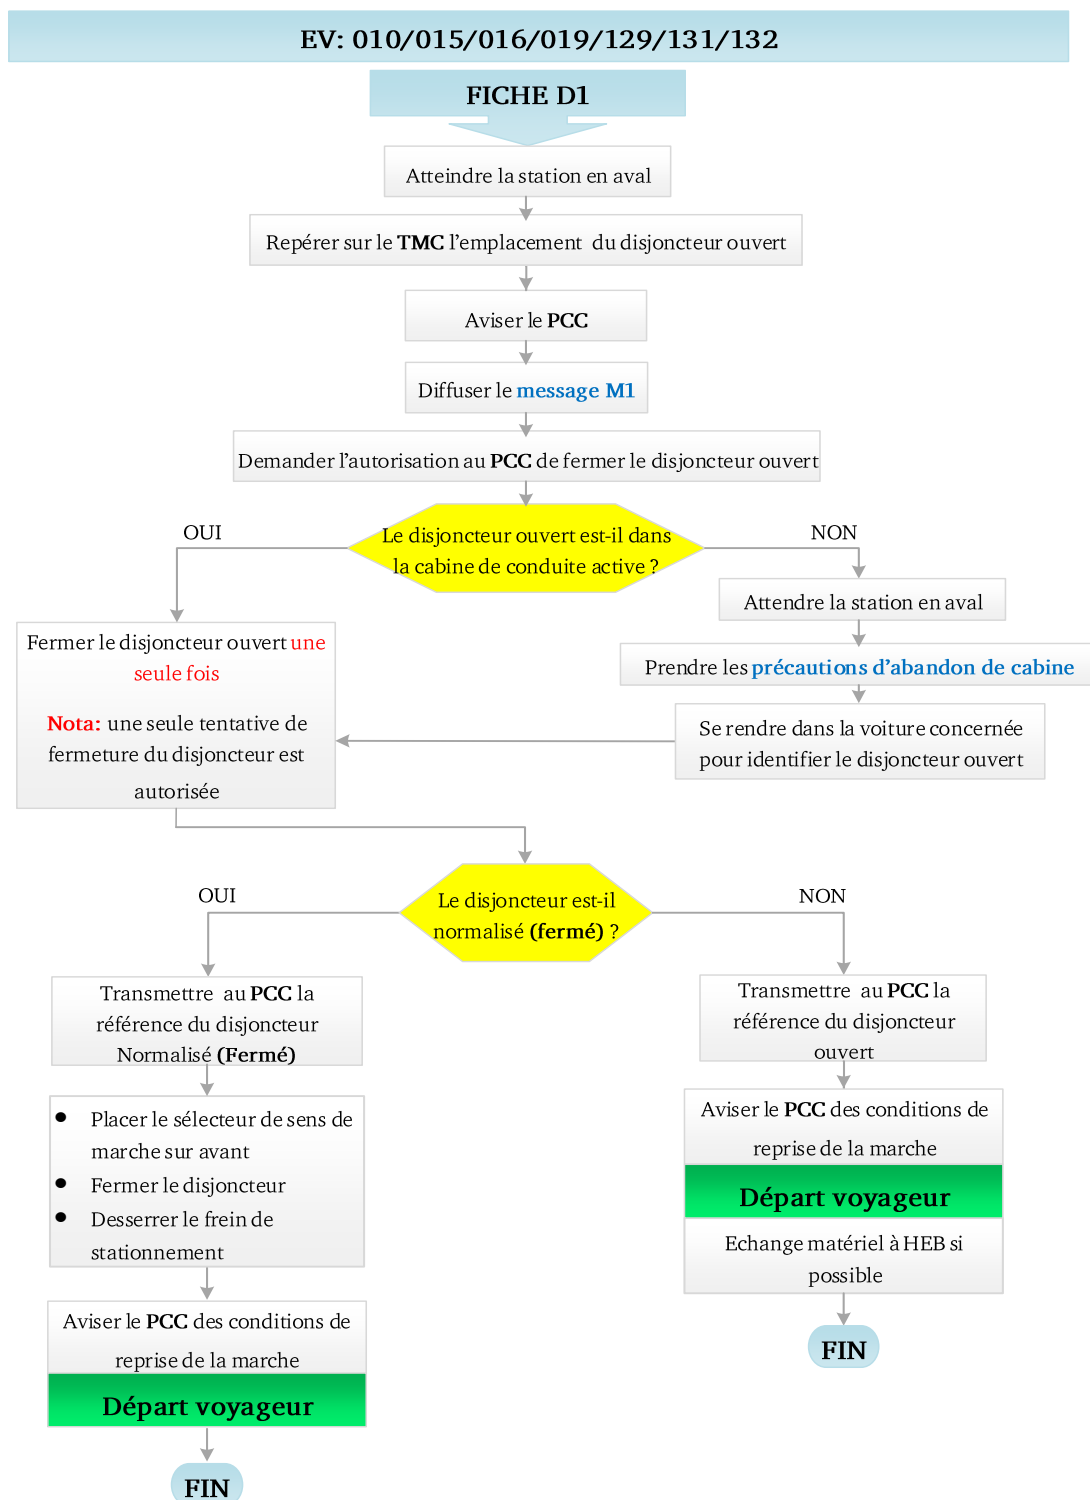 EV: 010/015/016/019/129/131/132
FICHE D1
Atteindre la station en aval
Repérer sur le TMC l’emplacement du disjoncteur ouvert
Aviser le PCC
Diffuser le message M1
Demander l’autorisation au PCC de fermer le disjoncteur ouvert
Le disjoncteur ouvert est-il dans
la cabine de conduite active ?
OUI
NON
Attendre la station en aval
Prendre les précautions d’abandon de cabine
Se rendre dans la voiture concernée
pour identifier le disjoncteur ouvert
Fermer le disjoncteur ouvert une
seule fois
Nota: une seule tentative de
fermeture du disjoncteur est
autorisée
Le disjoncteur est-il
normalisé (fermé) ?
OUI
NON
Transmettre au PCC la
référence du disjoncteur
Normalisé (Fermé)
• Placer le sélecteur de sens de
marche sur avant
• Fermer le disjoncteur
• Desserrer le frein de
stationnement
Aviser le PCC des conditions de
reprise de la marche
Départ voyageur
FIN
Transmettre au PCC la
référence du disjoncteur
ouvert
Aviser le PCC des conditions de
reprise de la marche
Départ voyageur
Echange matériel à HEB si
possible
FIN